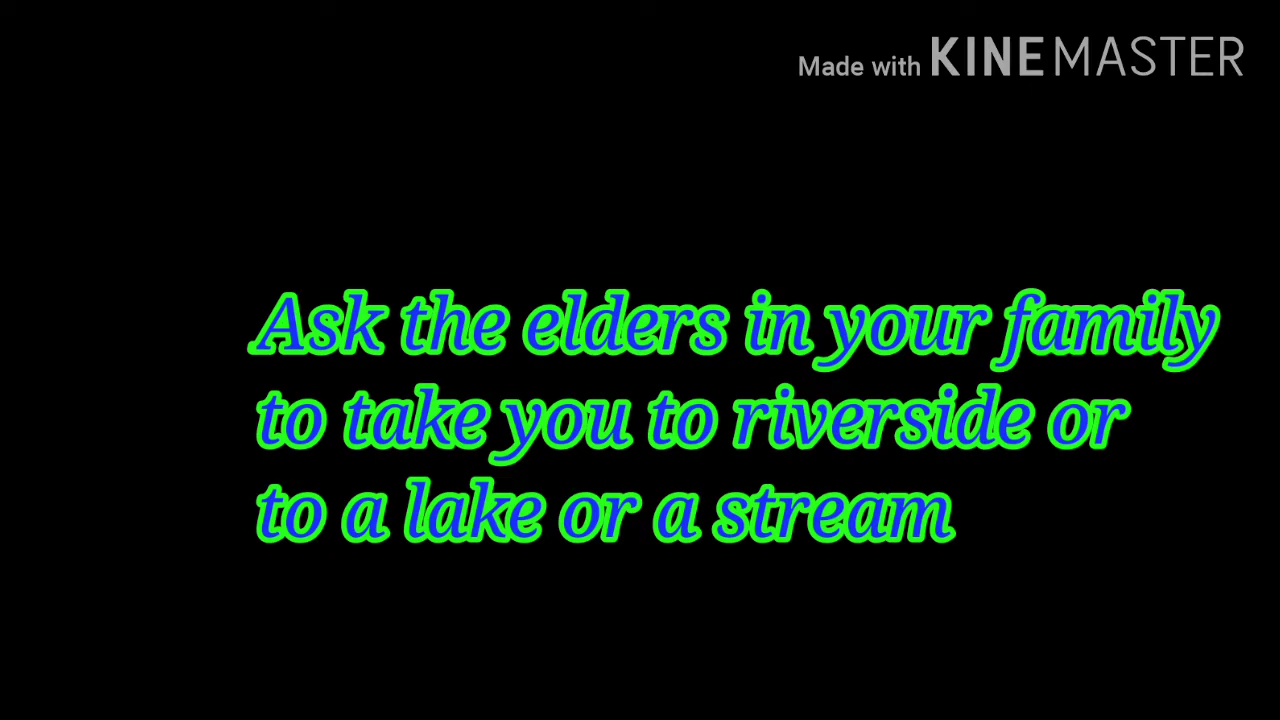 Made with KINEMASTER
Ask the elders in your family
to take you to riverside or
to a lake or a stream